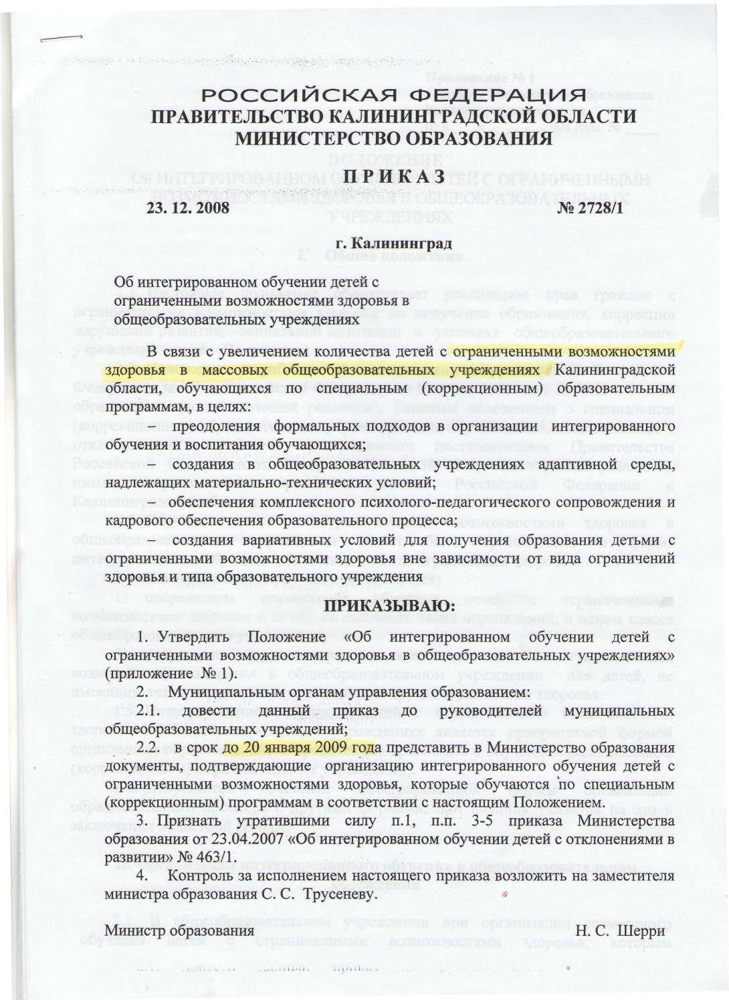 РОССИЙСКАЯ ФЕДЕРАЦИЯ
ПРАВИТЕЛЬСТВО КАЛИНИНГРАДСКОЙ ОБЛАСТИ
МИНИСТЕРСТВО ОБРАЗОВАНИЯ
П Р И К А З
23. 12. 2008 № 2728/1
г. Калининград
Об интегрированном обучении детей с
ограниченными возможностями здоровья в
общеобразовательных учреждениях
В связи с увеличением количества детей с ограниченными возможностями
здоровья в массовых общеобразовательных учреждениях Калининградской
области, обучающихся по специальным (коррекционным) образовательным
программам, в целях:
– преодоления формальных подходов в организации интегрированного
обучения и воспитания обучающихся;
– создания в общеобразовательных учреждениях адаптивной среды,
надлежащих материально-технических условий;
– обеспечения комплексного психолого-педагогического сопровождения и
кадрового обеспечения образовательного процесса;
– создания вариативных условий для получения образования детьми с
ограниченными возможностями здоровья вне зависимости от вида ограничений
здоровья и типа образовательного учреждения
ПРИКАЗЫВАЮ:
1. Утвердить Положение «Об интегрированном обучении детей с
ограниченными возможностями здоровья в общеобразовательных учреждениях»
(приложение № 1).
2. Муниципальным органам управления образованием:
2.1. довести данный приказ до руководителей муниципальных
общеобразовательных учреждений;
2.2. в срок до 20 января 2009 года представить в Министерство образования
документы, подтверждающие организацию интегрированного обучения детей с
ограниченными возможностями здоровья, которые обучаются по специальным
(коррекционным) программам в соответствии с настоящим Положением.
3. Признать утратившими силу п.1, п.п. 3-5 приказа Министерства
образования от 23.04.2007 «Об интегрированном обучении детей с отклонениями в
развитии» № 463/1.
4. Контроль за исполнением настоящего приказа возложить на заместителя
министра образования С. С. Трусеневу.
Министр образования Н. С. Шерри